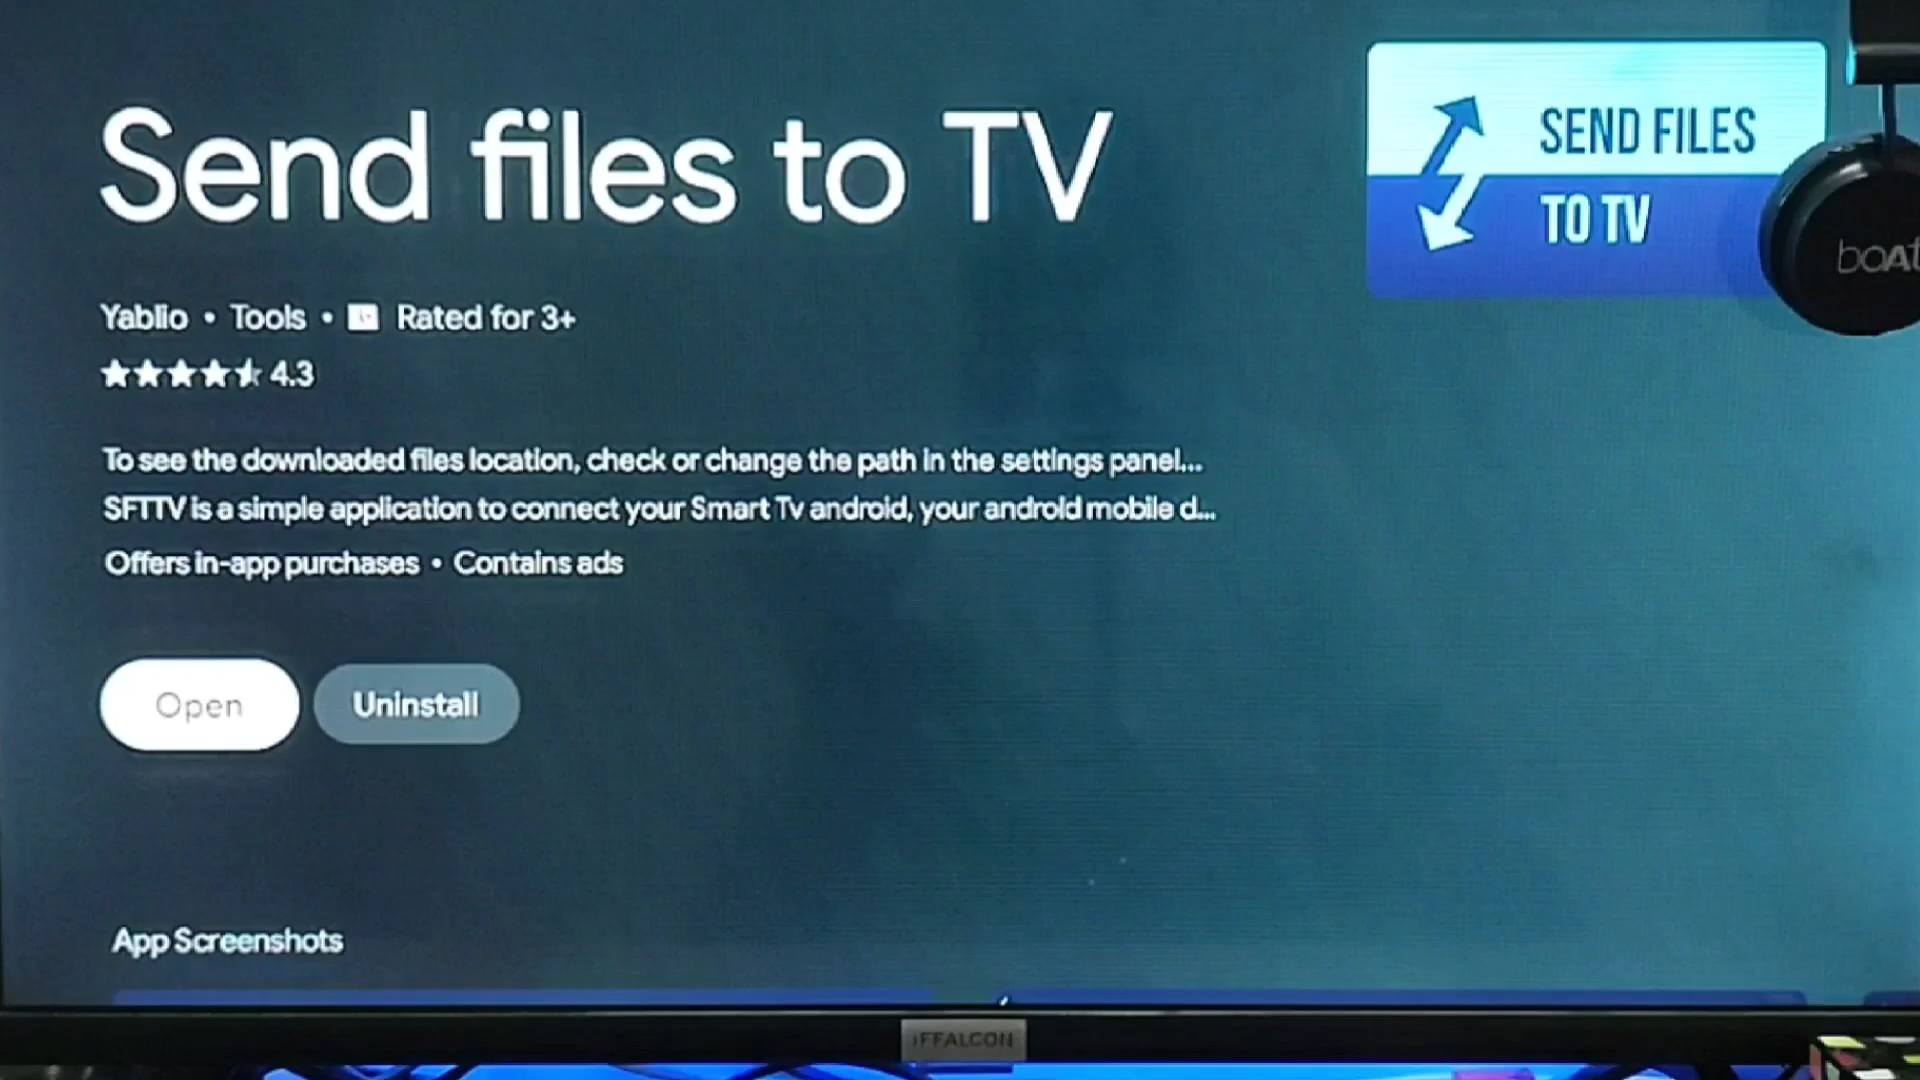 Send files to TV
SEND FILES
TO TV
boAt
Yablio • Tools • Rated for 3+
4.3
To see the downloaded files location, check or change the path in the settings panel...
SFTTV is a simple application to connect your Smart Tv android, your android mobile d...
Offers in-app purchases • Contains ads
Open
Uninstall
App Screenshots
iFFALCON